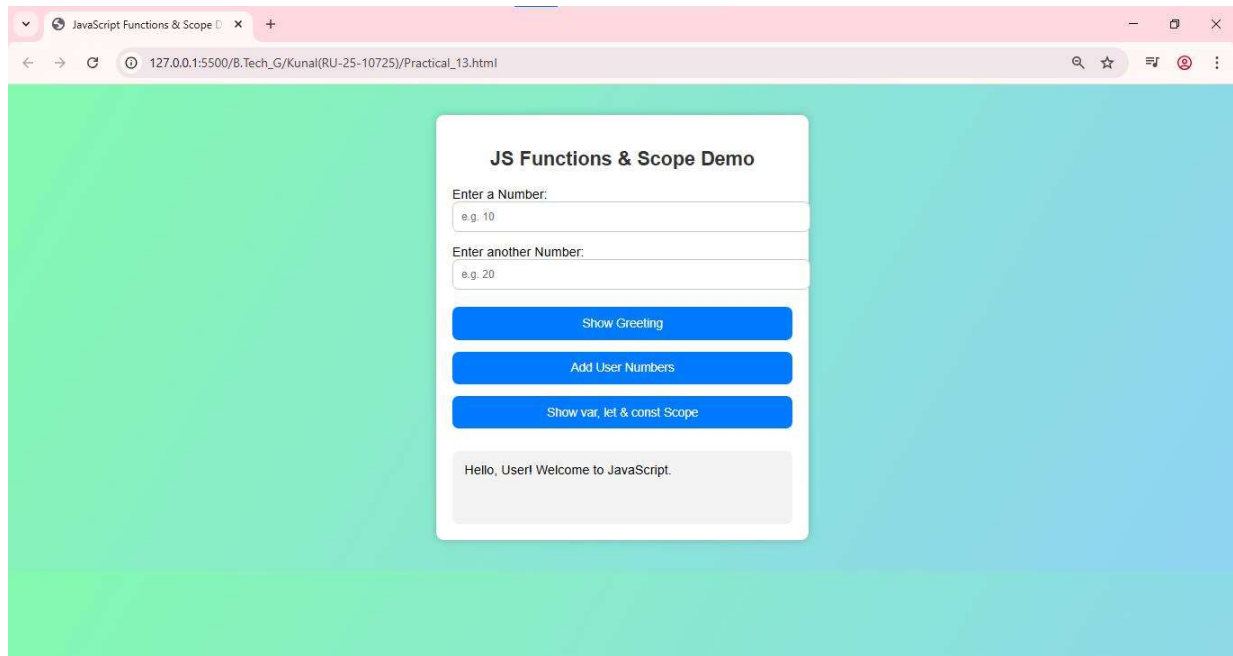 JavaScript Functions & Scope D
127.0.0.1:5500/B.Tech_G/Kunal(RU-25-10725)/Practical_13.html
JS Functions & Scope Demo
Enter a Number:
e.g. 10
Enter another Number:
e.g. 20
Show Greeting
Add User Numbers
Show var, let & const Scope
Hello, User! Welcome to JavaScript.